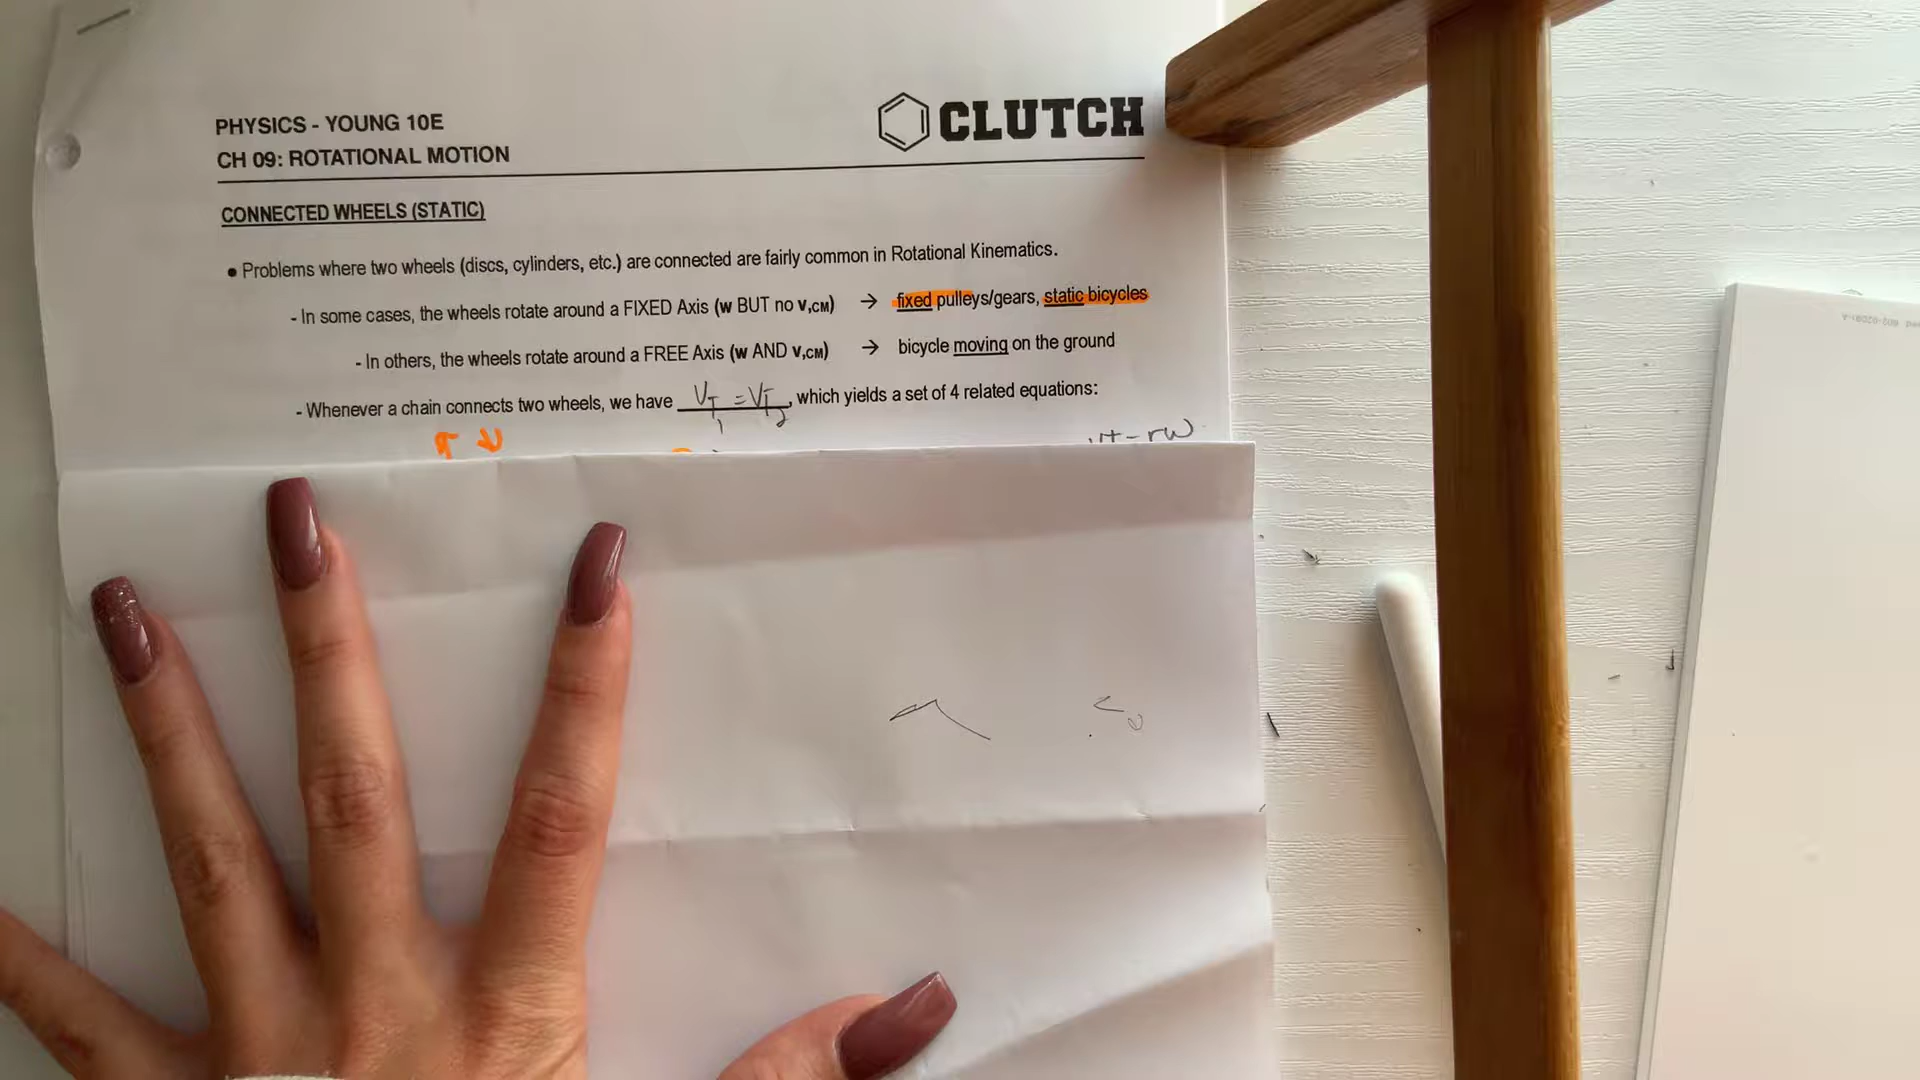 PHYSICS - YOUNG 10E
CLUTCH
CH 09: ROTATIONAL MOTION
CONNECTED WHEELS (STATIC)
• Problems where two wheels (discs, cylinders, etc.) are connected are fairly common in Rotational Kinematics.
- In some cases, the wheels rotate around a FIXED Axis (w BUT no v,CM) → fixed pulleys/gears, static bicycles
- In others, the wheels rotate around a FREE Axis (w AND v,CM) → bicycle moving on the ground
- Whenever a chain connects two wheels, we have VT1 = VT2, which yields a set of 4 related equations: